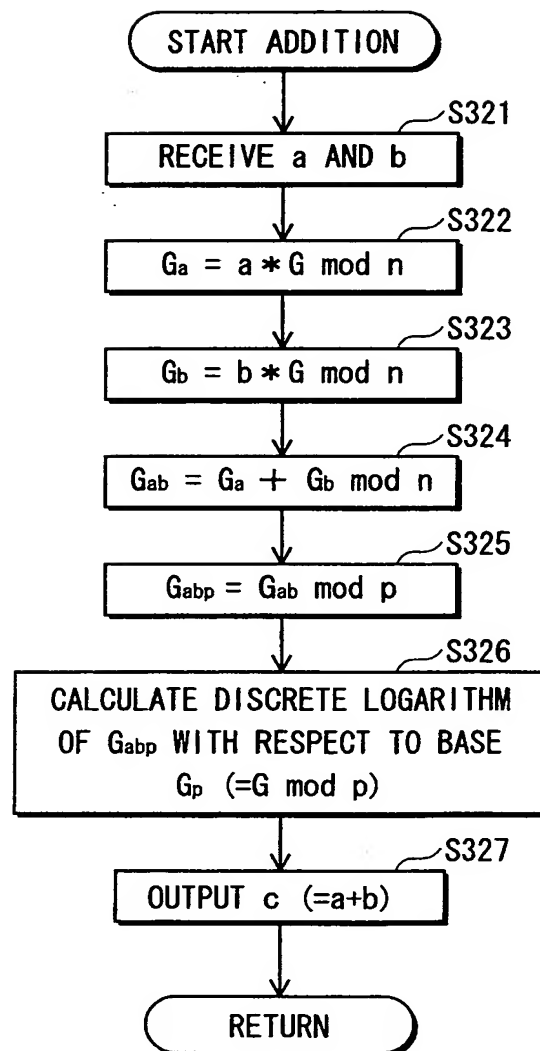 START ADDITION
S321
RECEIVE a AND b
S322
Ga = a * G mod n
S323
Gb = b * G mod n
S324
Gab = Ga + Gb mod n
S325
Gabp = Gab mod p
S326
CALCULATE DISCRETE LOGARITHM
OF Gabp WITH RESPECT TO BASE
Gp (=G mod p)
S327
OUTPUT c (=a+b)
RETURN